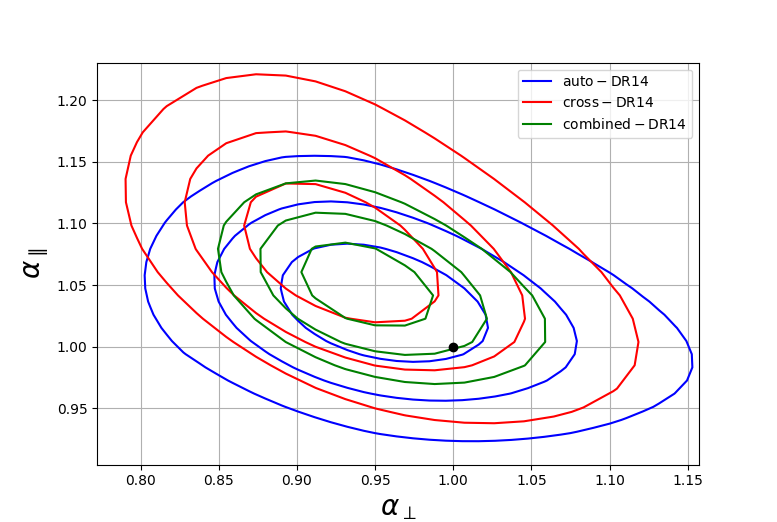 auto − DR14
cross − DR14
combined − DR14
1.20
1.15
1.10
1.05
1.00
0.95
α∥
0.80 0.85 0.90 0.95 1.00 1.05 1.10 1.15
α⊥